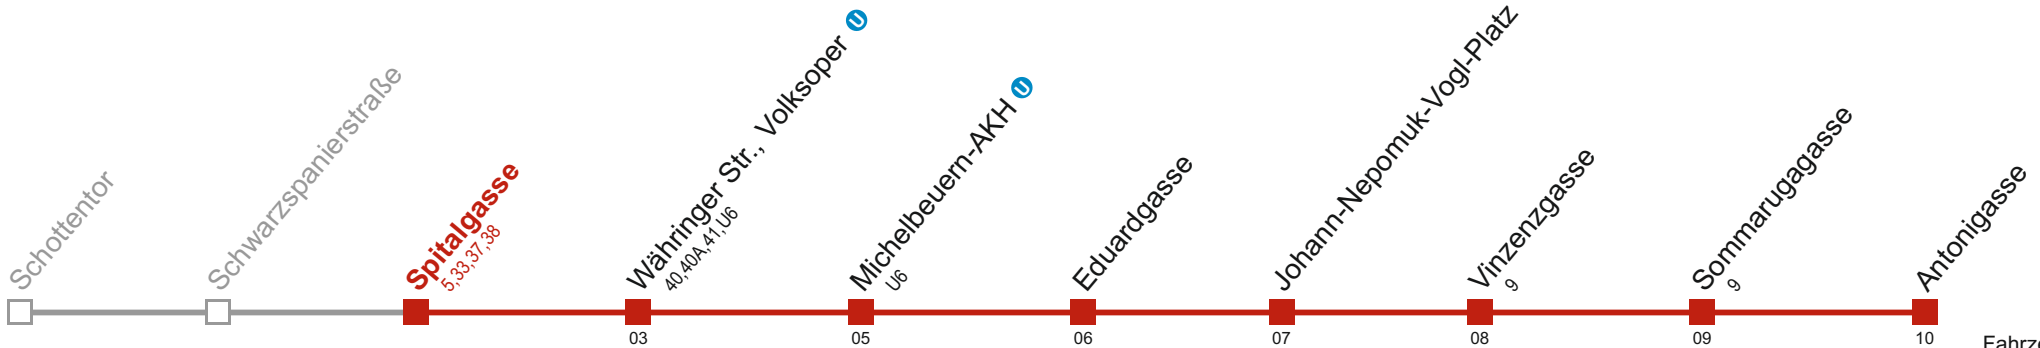 Schottentor
Schwarzspanierstraße
Spitalgasse
5,33,37,38
Währinger Str., Volksoper U
40,40A,41,U6
Michelbeuern-AKH U
U6
Eduardgasse
Johann-Nepomuk-Vogl-Platz
Vinzenzgasse
9
Sommarugagasse
9
Antonigasse
03
05
06
07
08
09
10